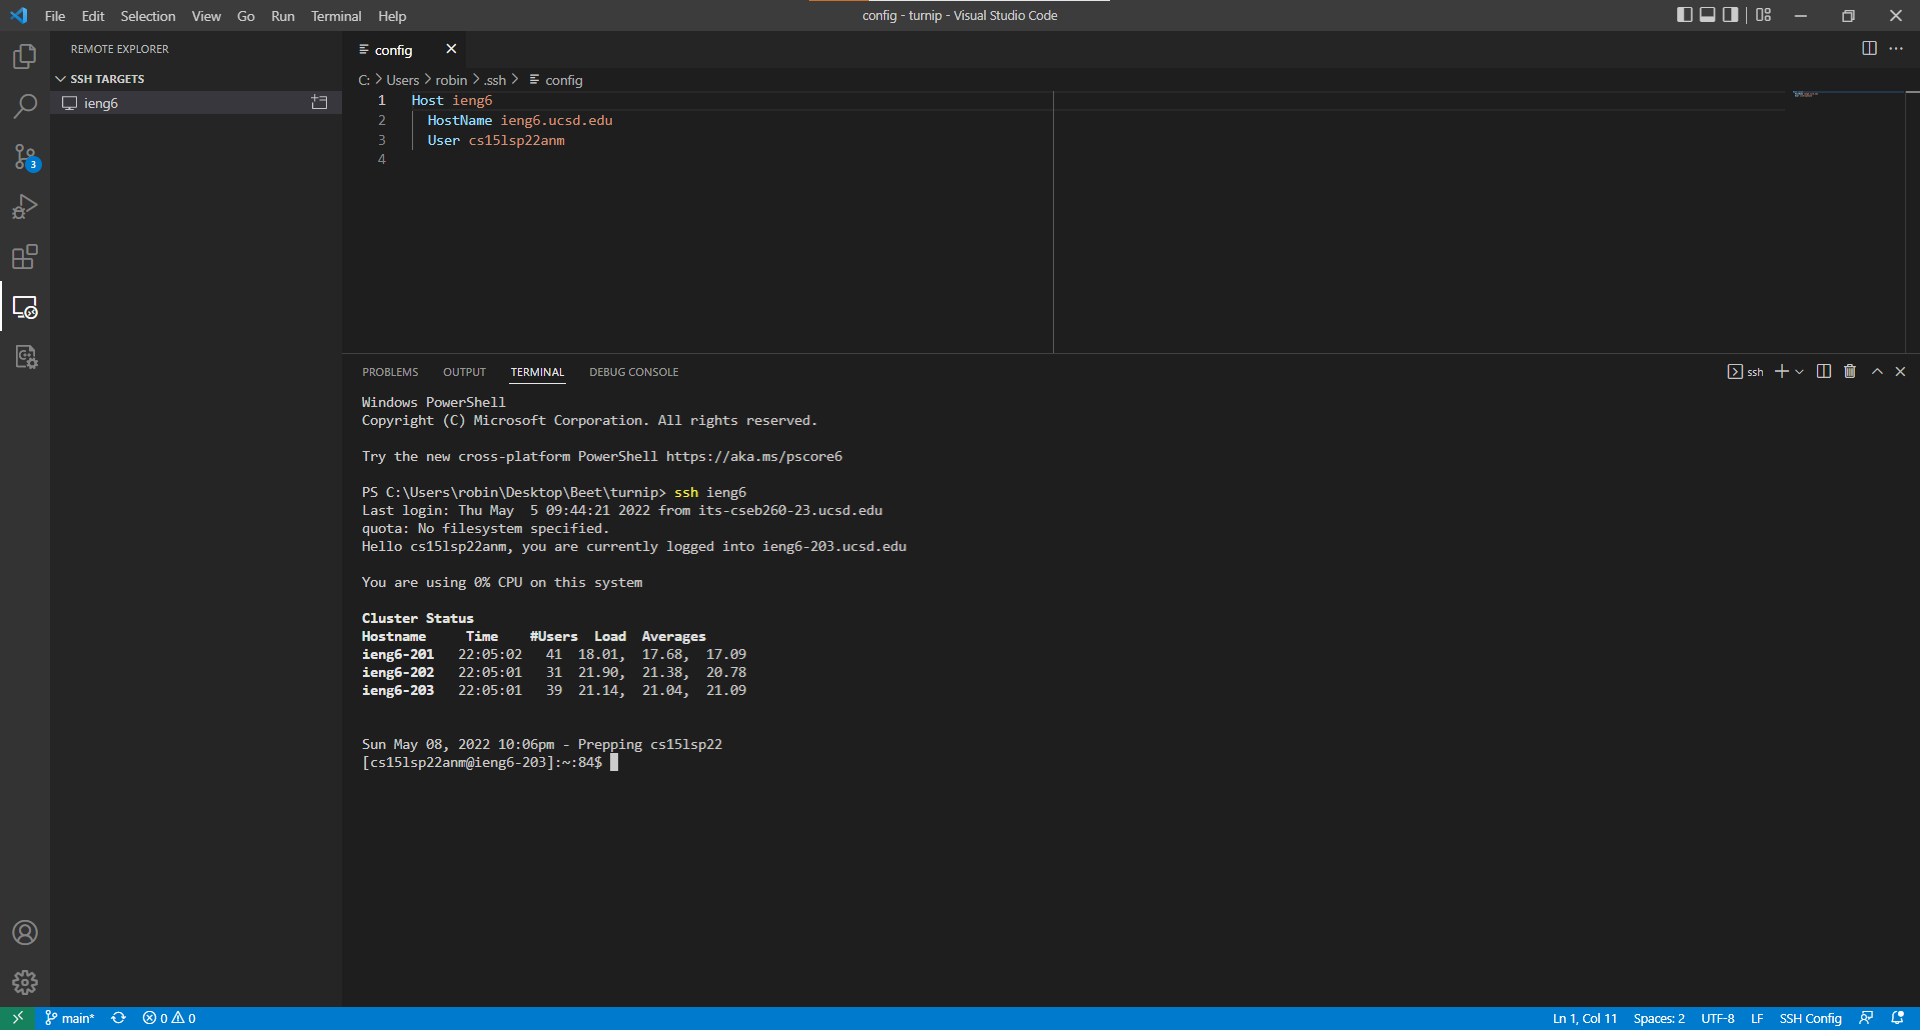 File Edit Selection View Go Run Terminal Help
config - turnip - Visual Studio Code
REMOTE EXPLORER
SSH TARGETS
ieng6
3
config
C: > Users > robin > .ssh > config
1 Host ieng6
2 HostName ieng6.ucsd.edu
3 User cs15lsp22anm
4
PROBLEMS OUTPUT TERMINAL DEBUG CONSOLE
ssh
Windows PowerShell
Copyright (C) Microsoft Corporation. All rights reserved.
Try the new cross-platform PowerShell https://aka.ms/pscore6
PS C:\Users\robin\Desktop\Beet\turnip> ssh ieng6
Last login: Thu May  5 09:44:21 2022 from its-cseb260-23.ucsd.edu
quota: No filesystem specified.
Hello cs15lsp22anm, you are currently logged into ieng6-203.ucsd.edu
You are using 0% CPU on this system
Cluster Status
Hostname     Time    #Users  Load  Averages
ieng6-201   22:05:02   41  18.01,  17.68,  17.09
ieng6-202   22:05:01   31  21.90,  21.38,  20.78
ieng6-203   22:05:01   39  21.14,  21.04,  21.09
Sun May 08, 2022 10:06pm - Prepping cs15lsp22
[cs15lsp22anm@ieng6-203]:~:84$
main* 0 0
Ln 1, Col 11 Spaces: 2 UTF-8 LF SSH Config